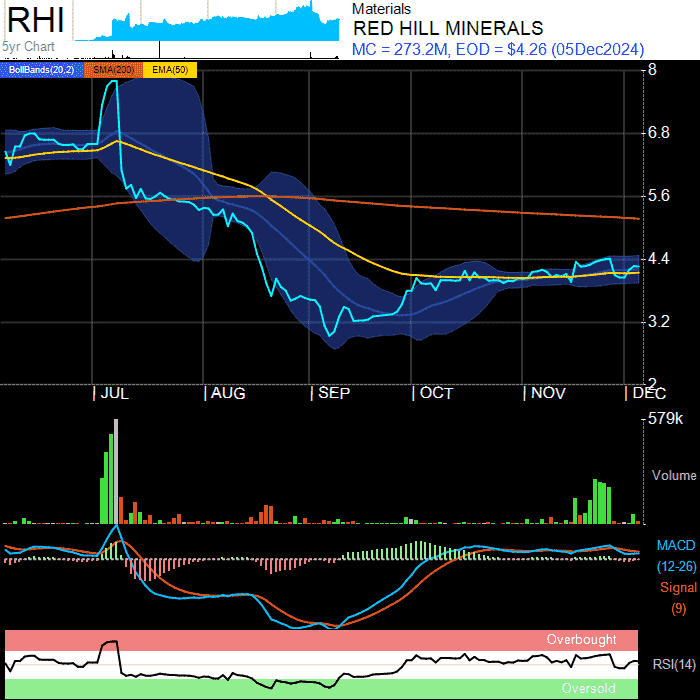 RHI
5yr Chart
Materials
RED HILL MINERALS
MC = 273.2M, EOD = $4.26 (05Dec2024)
BollBands(20,2) SMA(200) EMA(50)
8
6.8
5.6
4.4
3.2
2
JUL AUG SEP OCT NOV DEC
579k
Volume
MACD
(12-26)
Signal
(9)
Overbought
RSI(14)
Oversold